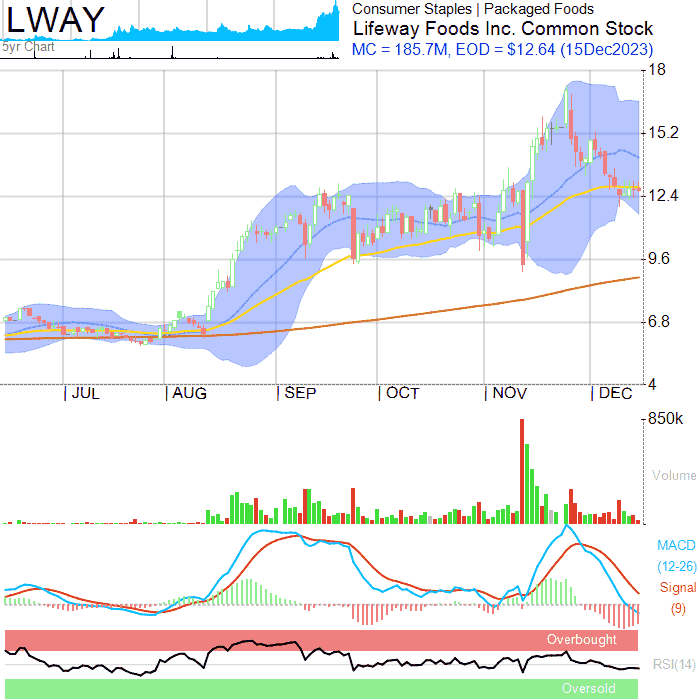 LWAY
5yr Chart
Consumer Staples | Packaged Foods
Lifeway Foods Inc. Common Stock
MC = 185.7M, EOD = $12.64 (15Dec2023)
18
15.2
12.4
9.6
6.8
4
| JUL | AUG | SEP | OCT | NOV | DEC
850k
Volume
MACD
(12-26)
Signal
(9)
Overbought
RSI(14)
Oversold